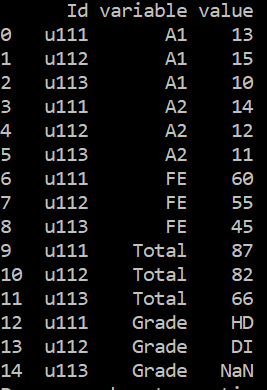 Id variable value
0 u111 A1 13
1 u112 A1 15
2 u113 A1 10
3 u111 A2 14
4 u112 A2 12
5 u113 A2 11
6 u111 FE 60
7 u112 FE 55
8 u113 FE 45
9 u111 Total 87
10 u112 Total 82
11 u113 Total 66
12 u111 Grade HD
13 u112 Grade DI
14 u113 Grade NaN